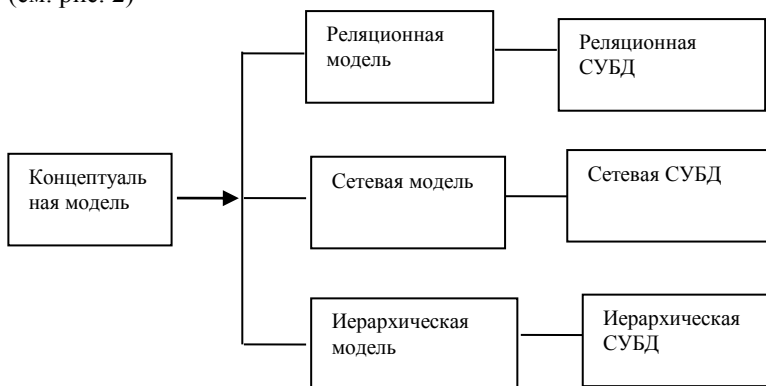 (см. рис. 2)
Реляционная
модель
Реляционная
СУБД
Концептуаль
ная модель
Сетевая модель
Сетевая СУБД
Иерархическая
модель
Иерархическая
СУБД